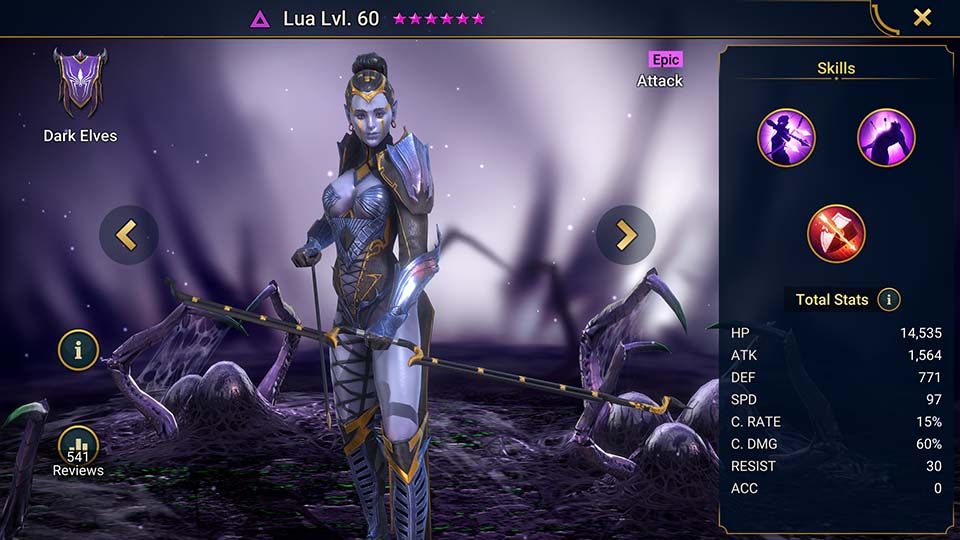 Lua Lvl. 60
Dark Elves
Epic
Attack
541
Reviews
Skills
Total Stats
HP 14,535
ATK 1,564
DEF 771
SPD 97
C. RATE 15%
C. DMG 60%
RESIST 30
ACC 0